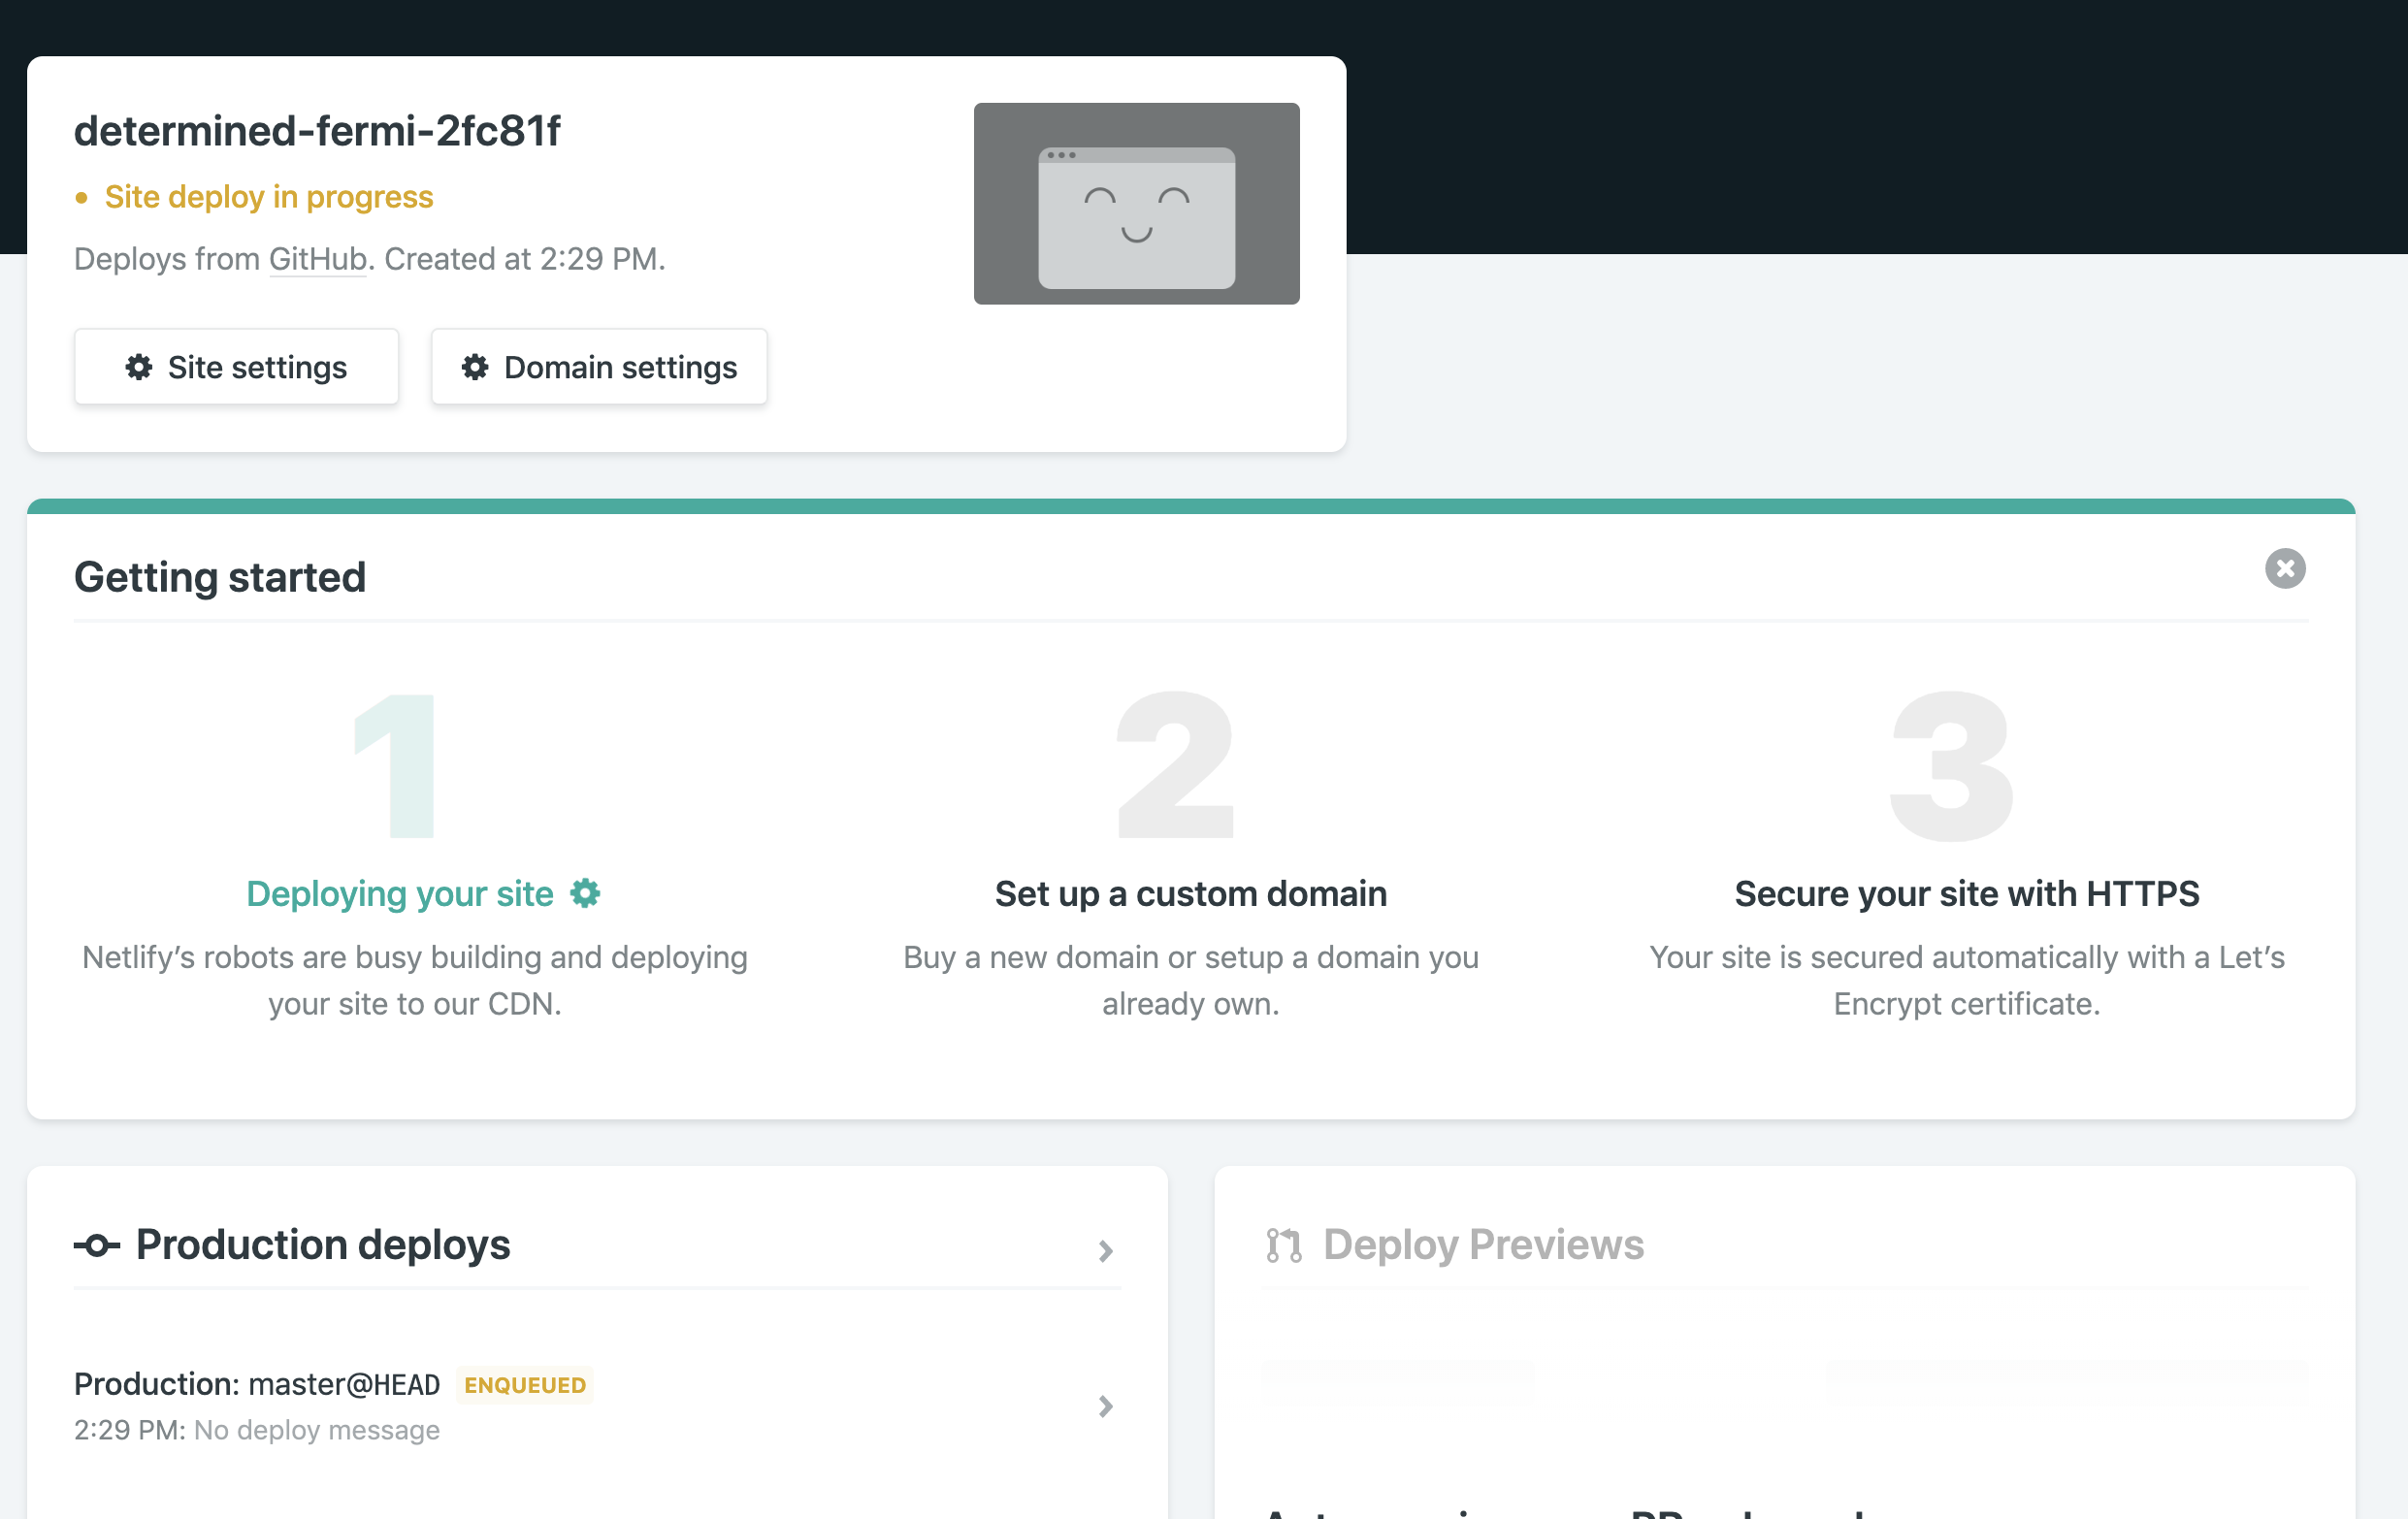 determined-fermi-2fc81f
Site deploy in progress
Deploys from GitHub. Created at 2:29 PM.
Site settings
Domain settings
Getting started
1
Deploying your site
Netlify’s robots are busy building and deploying
your site to our CDN.
2
Set up a custom domain
Buy a new domain or setup a domain you
already own.
3
Secure your site with HTTPS
Your site is secured automatically with a Let’s
Encrypt certificate.
Production deploys
Production: master@HEAD ENQUEUED
2:29 PM: No deploy message
Deploy Previews